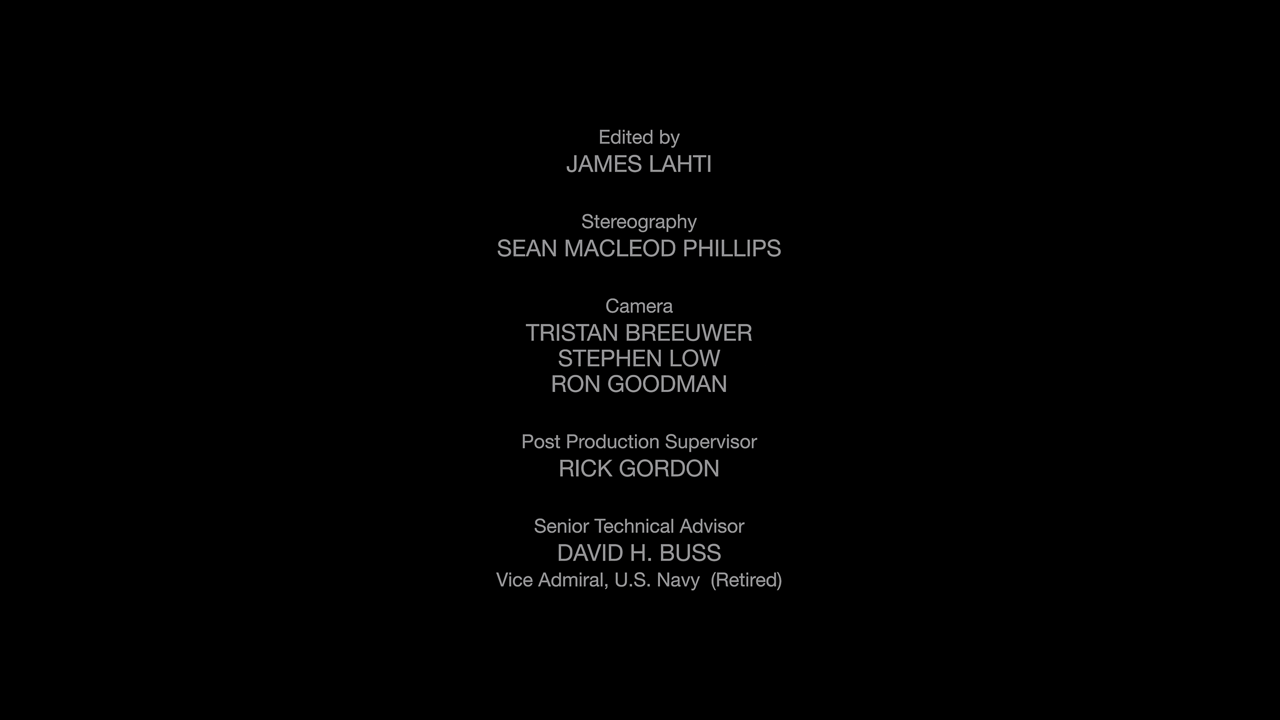 Edited by
JAMES LAHTI
Stereography
SEAN MACLEOD PHILLIPS
Camera
TRISTAN BREEUWER
STEPHEN LOW
RON GOODMAN
Post Production Supervisor
RICK GORDON
Senior Technical Advisor
DAVID H. BUSS
Vice Admiral, U.S. Navy  (Retired)